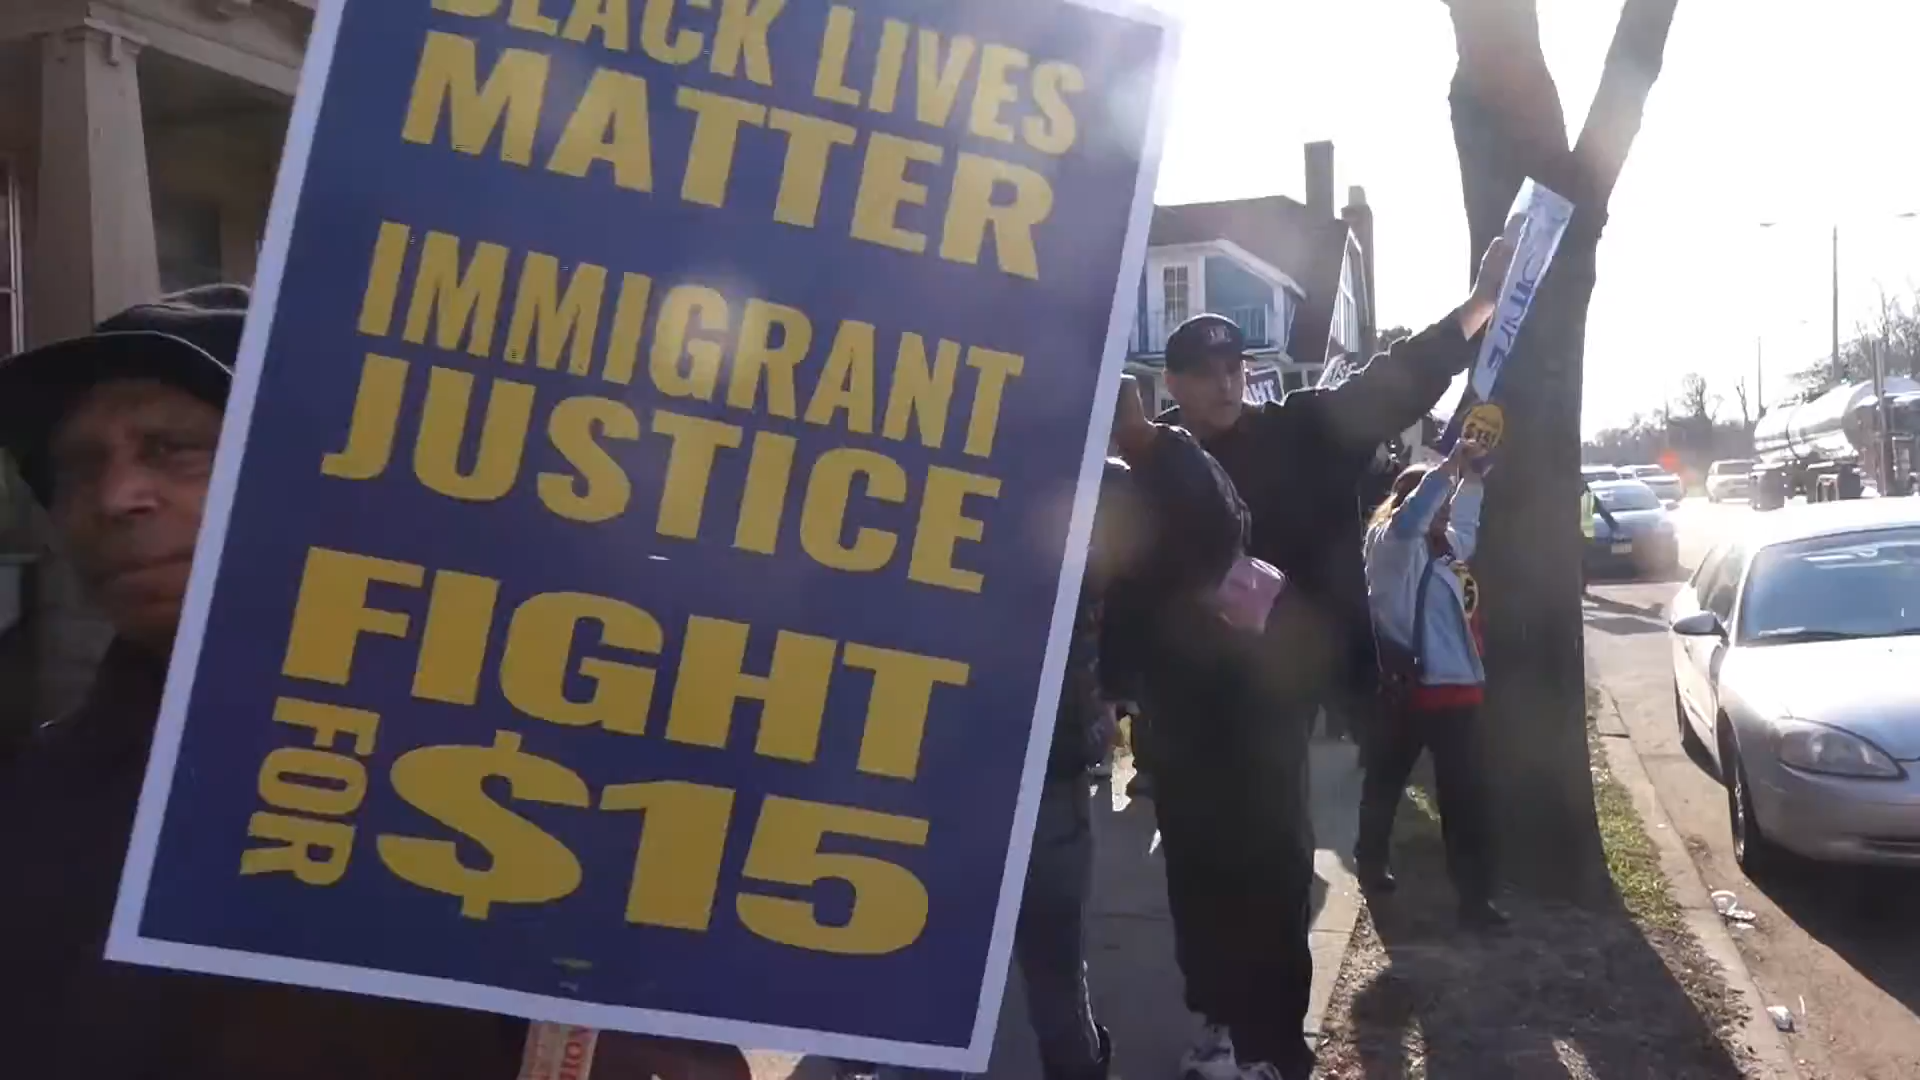 BLACK LIVES
MATTER
IMMIGRANT
JUSTICE
FIGHT
FOR
$15